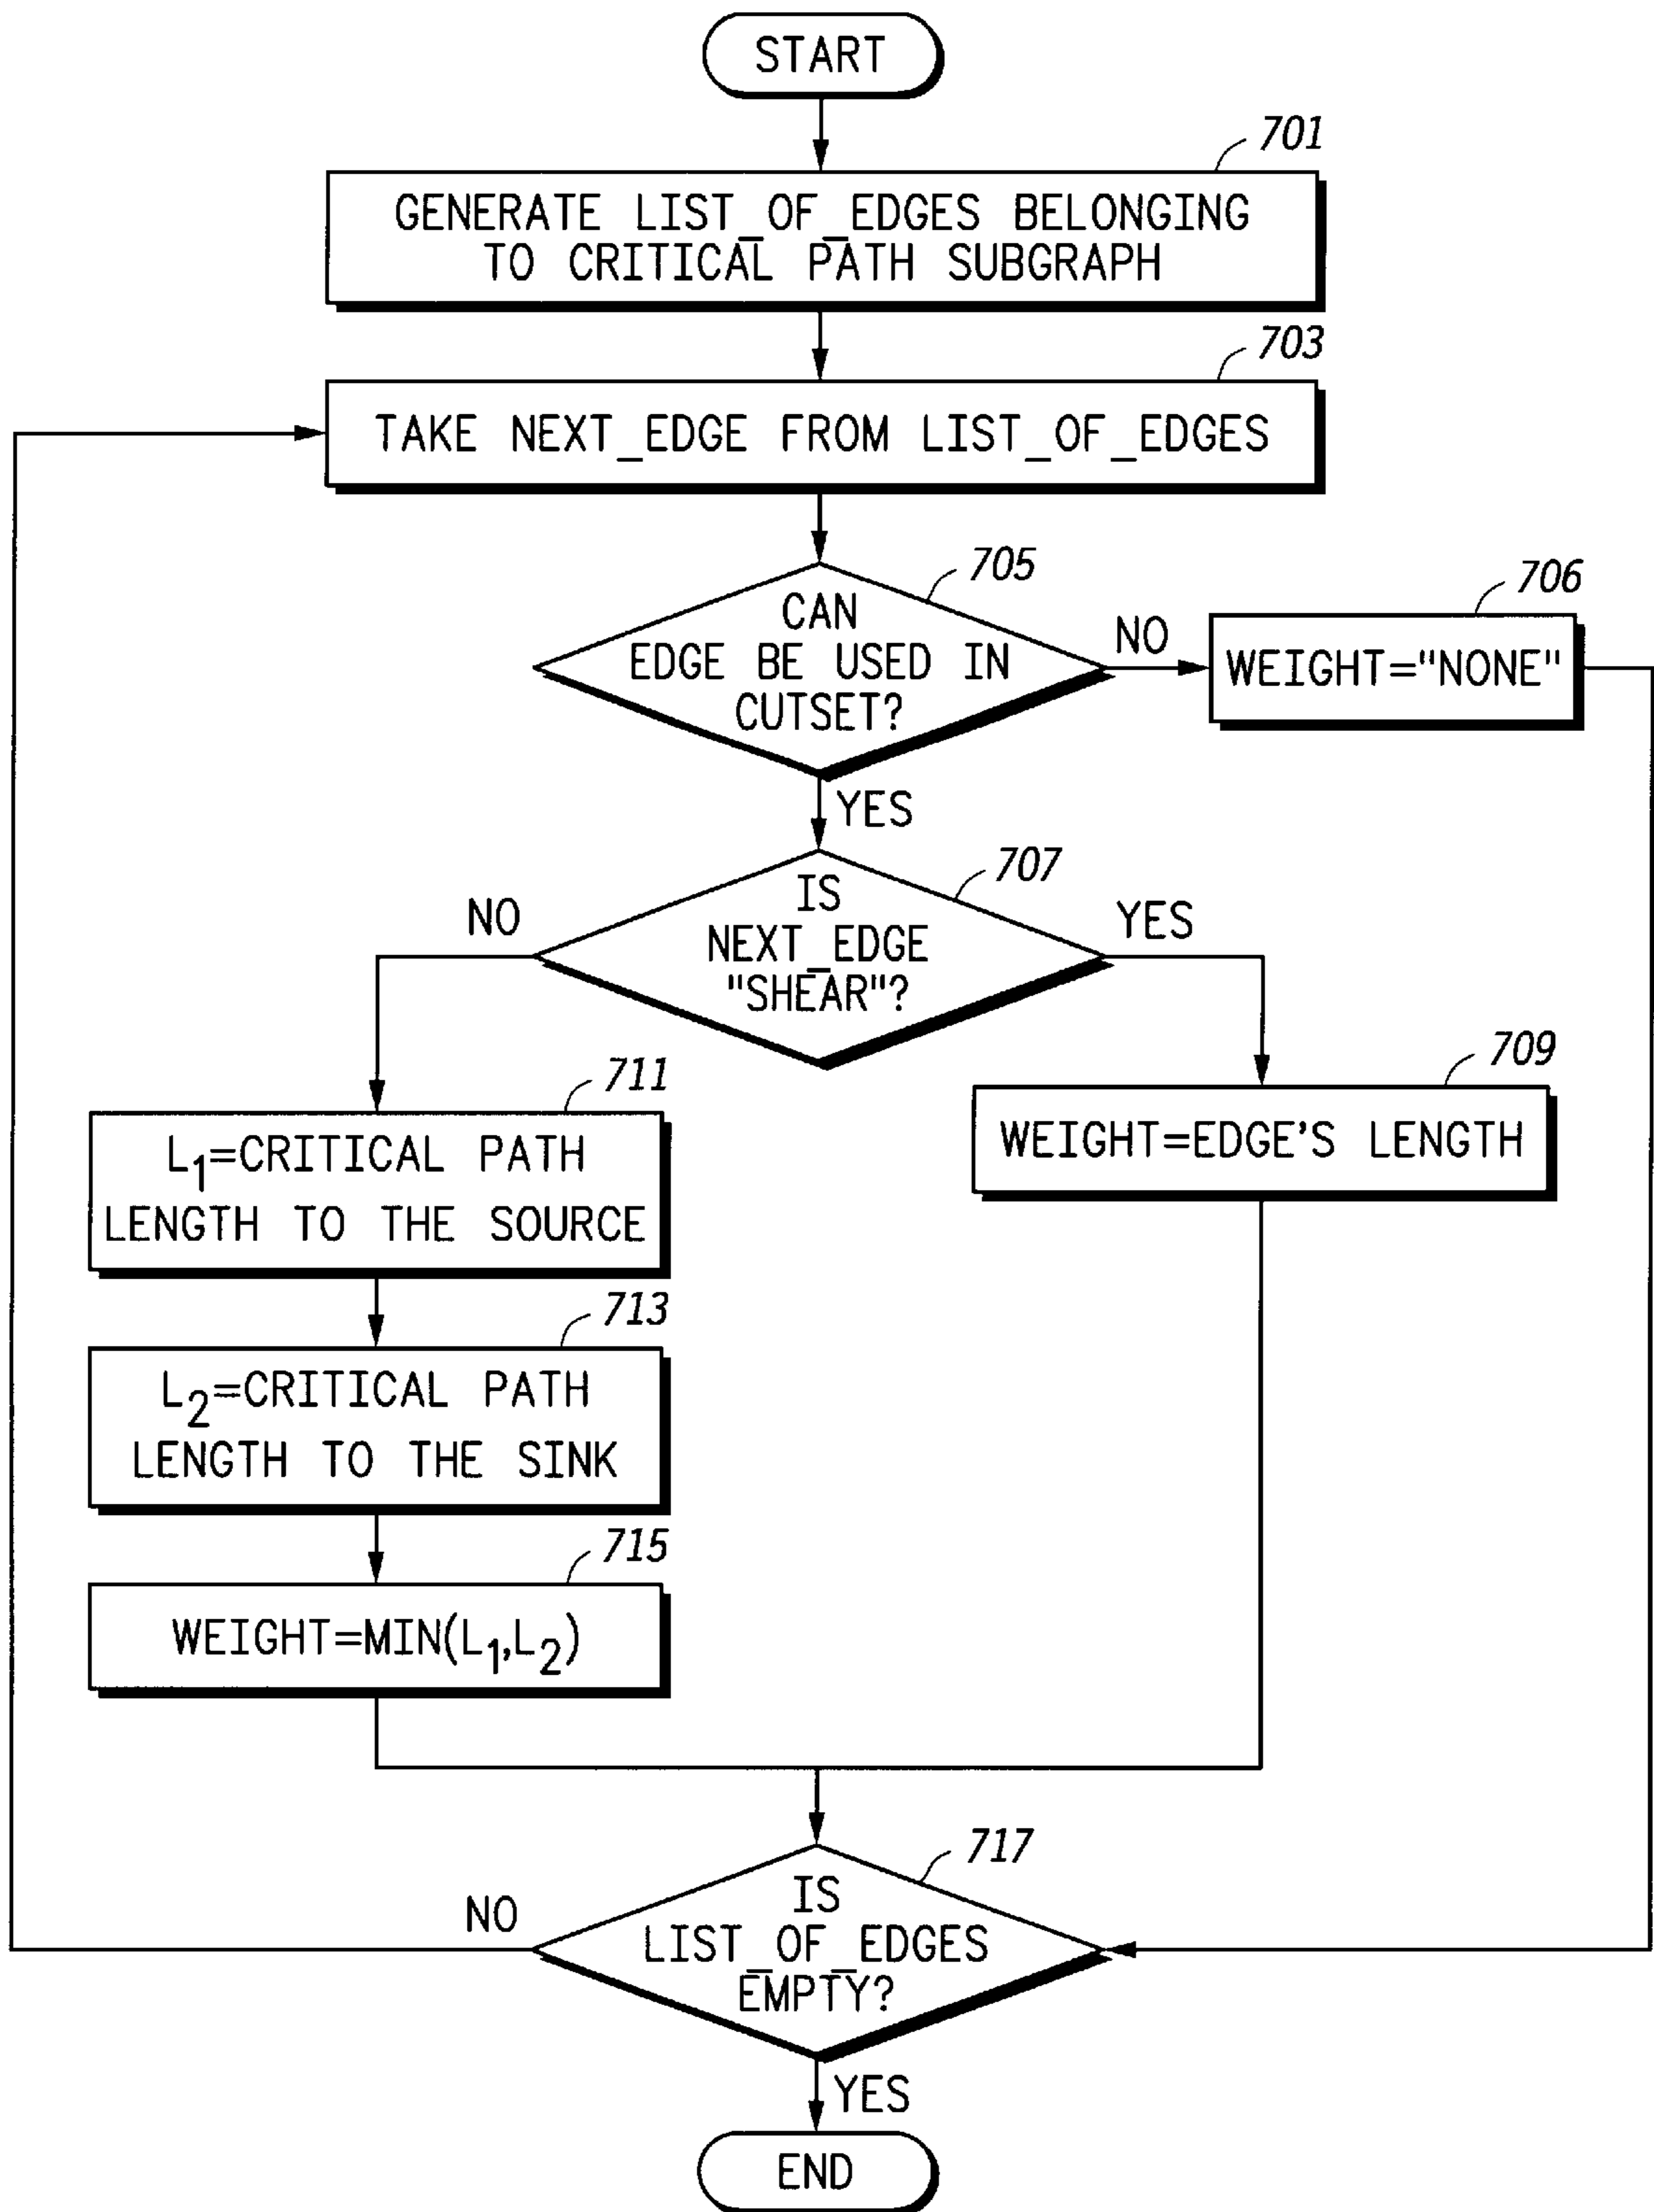 START
701
GENERATE LIST_OF_EDGES BELONGING
TO CRITICAL PATH SUBGRAPH
703
TAKE NEXT_EDGE FROM LIST_OF_EDGES
705
CAN
EDGE BE USED IN
CUTSET?
NO
706
WEIGHT="NONE"
YES
707
IS
NEXT_EDGE
"SHEAR"?
NO
YES
709
WEIGHT=EDGE'S LENGTH
711
L1=CRITICAL PATH
LENGTH TO THE SOURCE
713
L2=CRITICAL PATH
LENGTH TO THE SINK
715
WEIGHT=MIN(L1,L2)
717
IS
LIST_OF_EDGES
EMPTY?
NO
YES
END